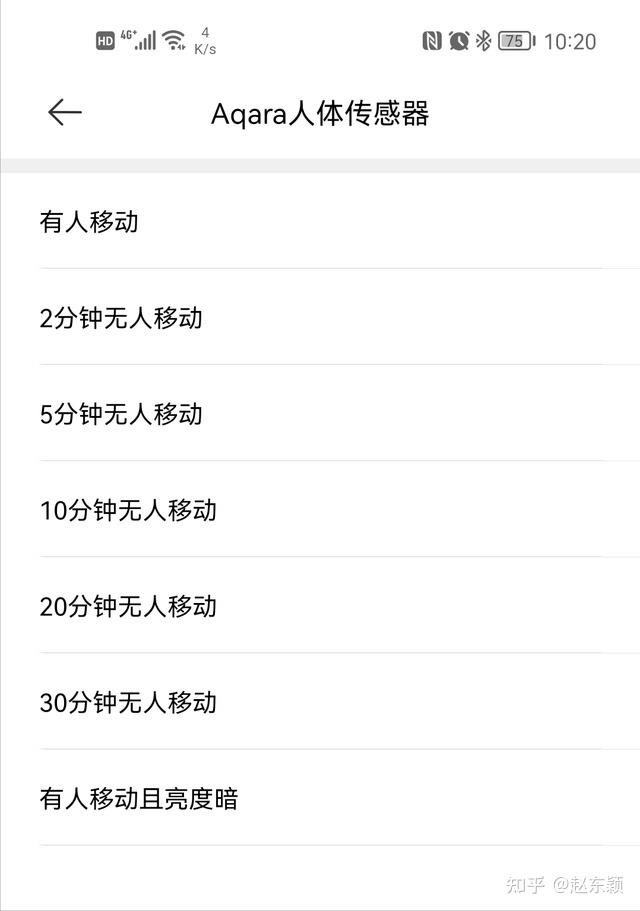 HD 4G+ 4 K/s 75 10:20
Aqara人体传感器
有人移动
2分钟无人移动
5分钟无人移动
10分钟无人移动
20分钟无人移动
30分钟无人移动
有人移动且亮度暗
知乎 @赵东颖